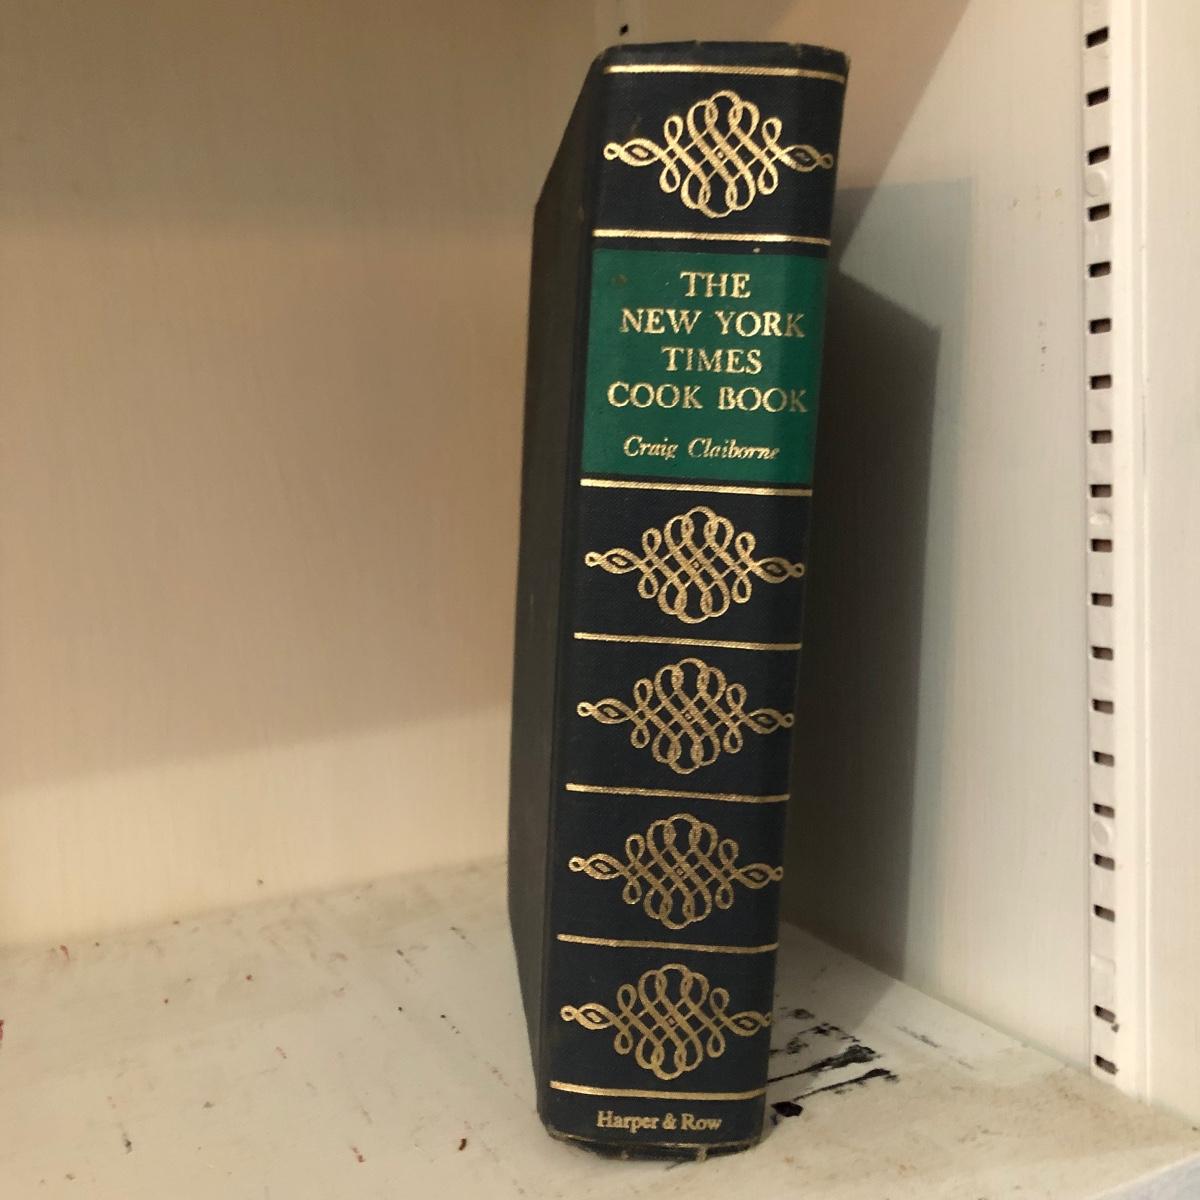 THE
NEW YORK
TIMES
COOK BOOK
Craig Claiborne
Harper & Row